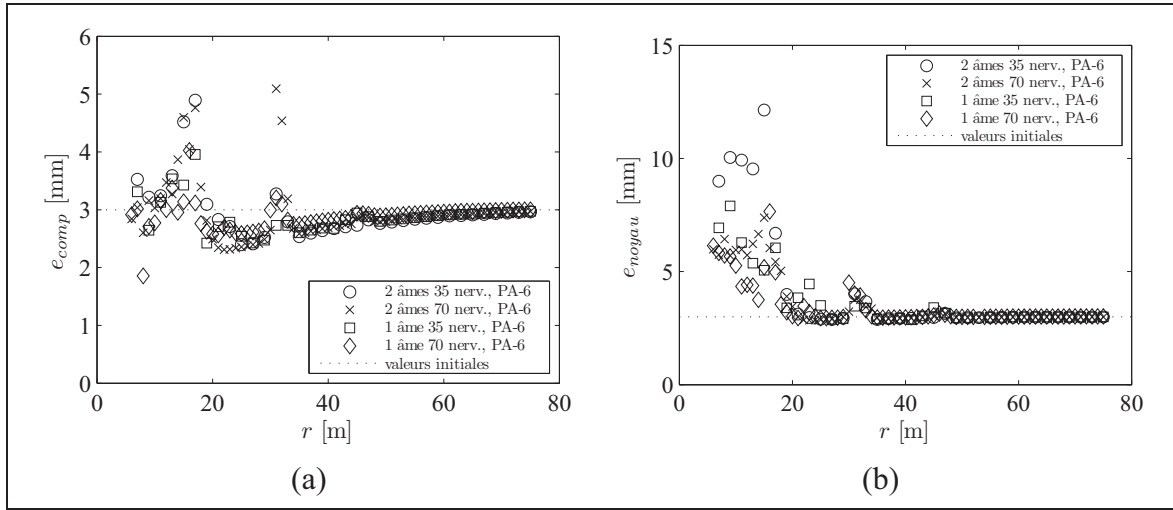 6
5
4
3
2
1
0
e_comp [mm]
0
20
40
60
80
r [m]
2 âmes 35 nerv., PA-6
2 âmes 70 nerv., PA-6
1 âme 35 nerv., PA-6
1 âme 70 nerv., PA-6
valeurs initiales
(a)
15
10
5
0
e_noyau [mm]
0
20
40
60
80
r [m]
2 âmes 35 nerv., PA-6
2 âmes 70 nerv., PA-6
1 âme 35 nerv., PA-6
1 âme 70 nerv., PA-6
valeurs initiales
(b)